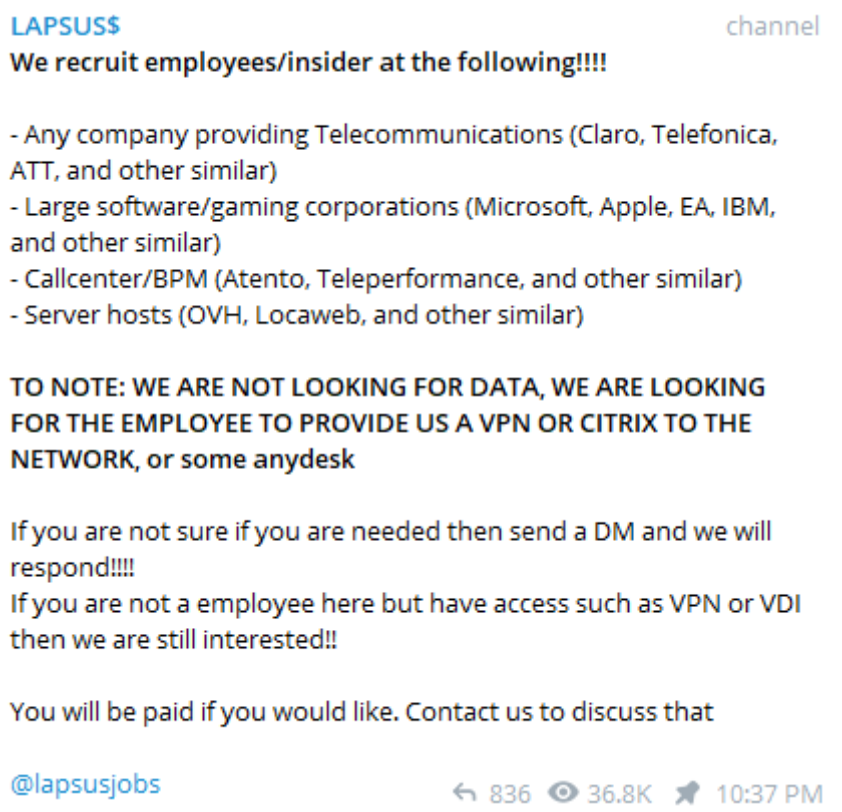 LAPSUS$ channel
We recruit employees/insider at the following!!!!
- Any company providing Telecommunications (Claro, Telefonica,
ATT, and other similar)
- Large software/gaming corporations (Microsoft, Apple, EA, IBM,
and other similar)
- Callcenter/BPM (Atento, Teleperformance, and other similar)
- Server hosts (OVH, Locaweb, and other similar)
TO NOTE: WE ARE NOT LOOKING FOR DATA, WE ARE LOOKING
FOR THE EMPLOYEE TO PROVIDE US A VPN OR CITRIX TO THE
NETWORK, or some anydesk
If you are not sure if you are needed then send a DM and we will
respond!!!!
If you are not a employee here but have access such as VPN or VDI
then we are still interested!!
You will be paid if you would like. Contact us to discuss that
@lapsusjobs 836 36.8K 10:37 PM